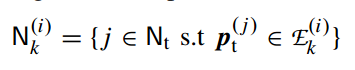 N_k^{(i)} = {j ∈ N_t s.t p_t^{(j)} ∈ ℰ_k^{(i)}}